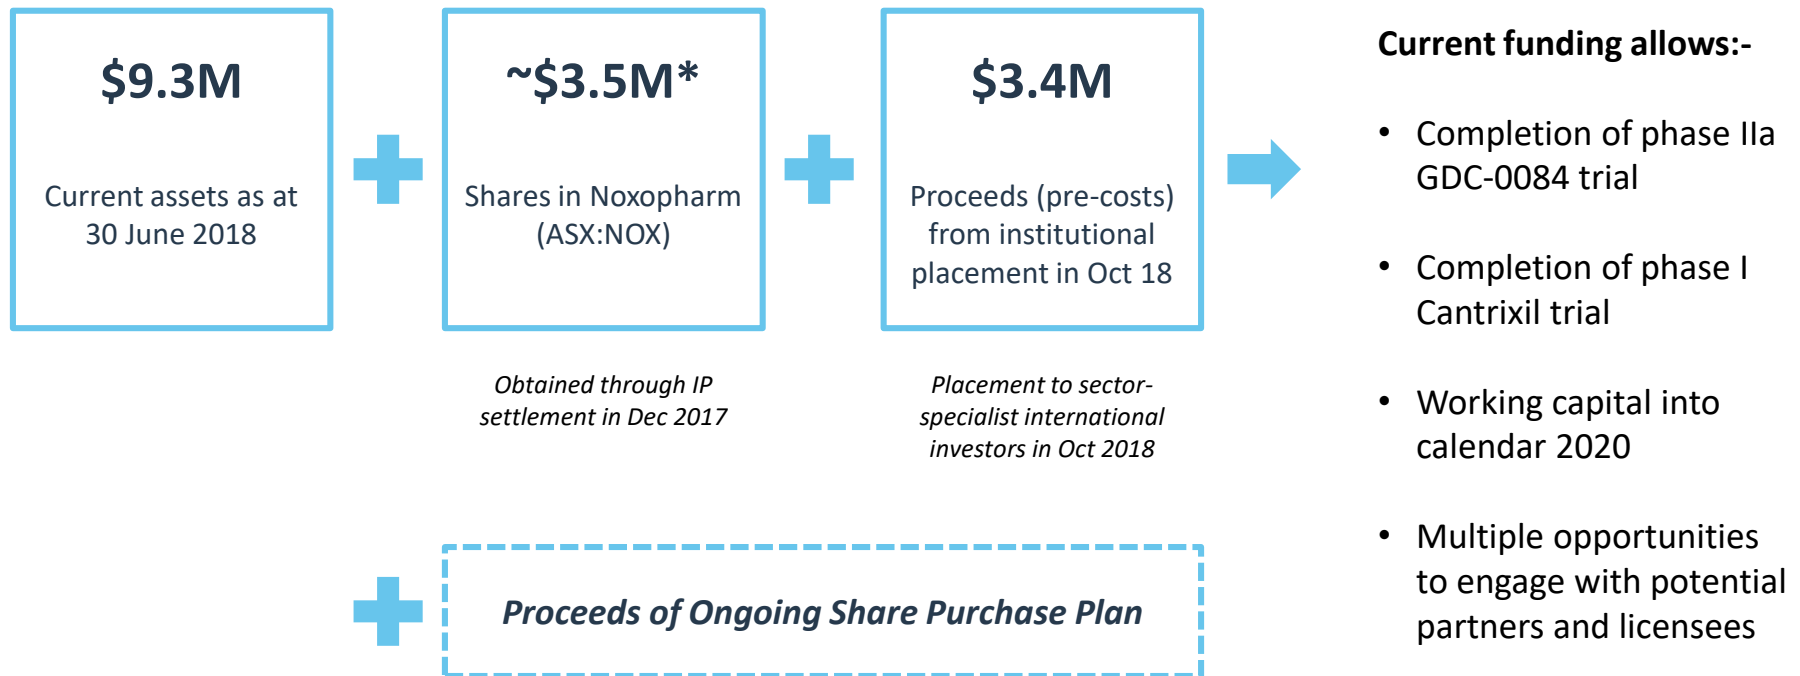 $9.3M
Current assets as at
30 June 2018
~$3.5M*
Shares in Noxopharm
(ASX:NOX)
$3.4M
Proceeds (pre-costs)
from institutional
placement in Oct 18
Obtained through IP
settlement in Dec 2017
Placement to sector-
specialist international
investors in Oct 2018
Proceeds of Ongoing Share Purchase Plan
Current funding allows:-
• Completion of phase IIa
GDC-0084 trial
• Completion of phase I
Cantrixil trial
• Working capital into
calendar 2020
• Multiple opportunities
to engage with potential
partners and licensees